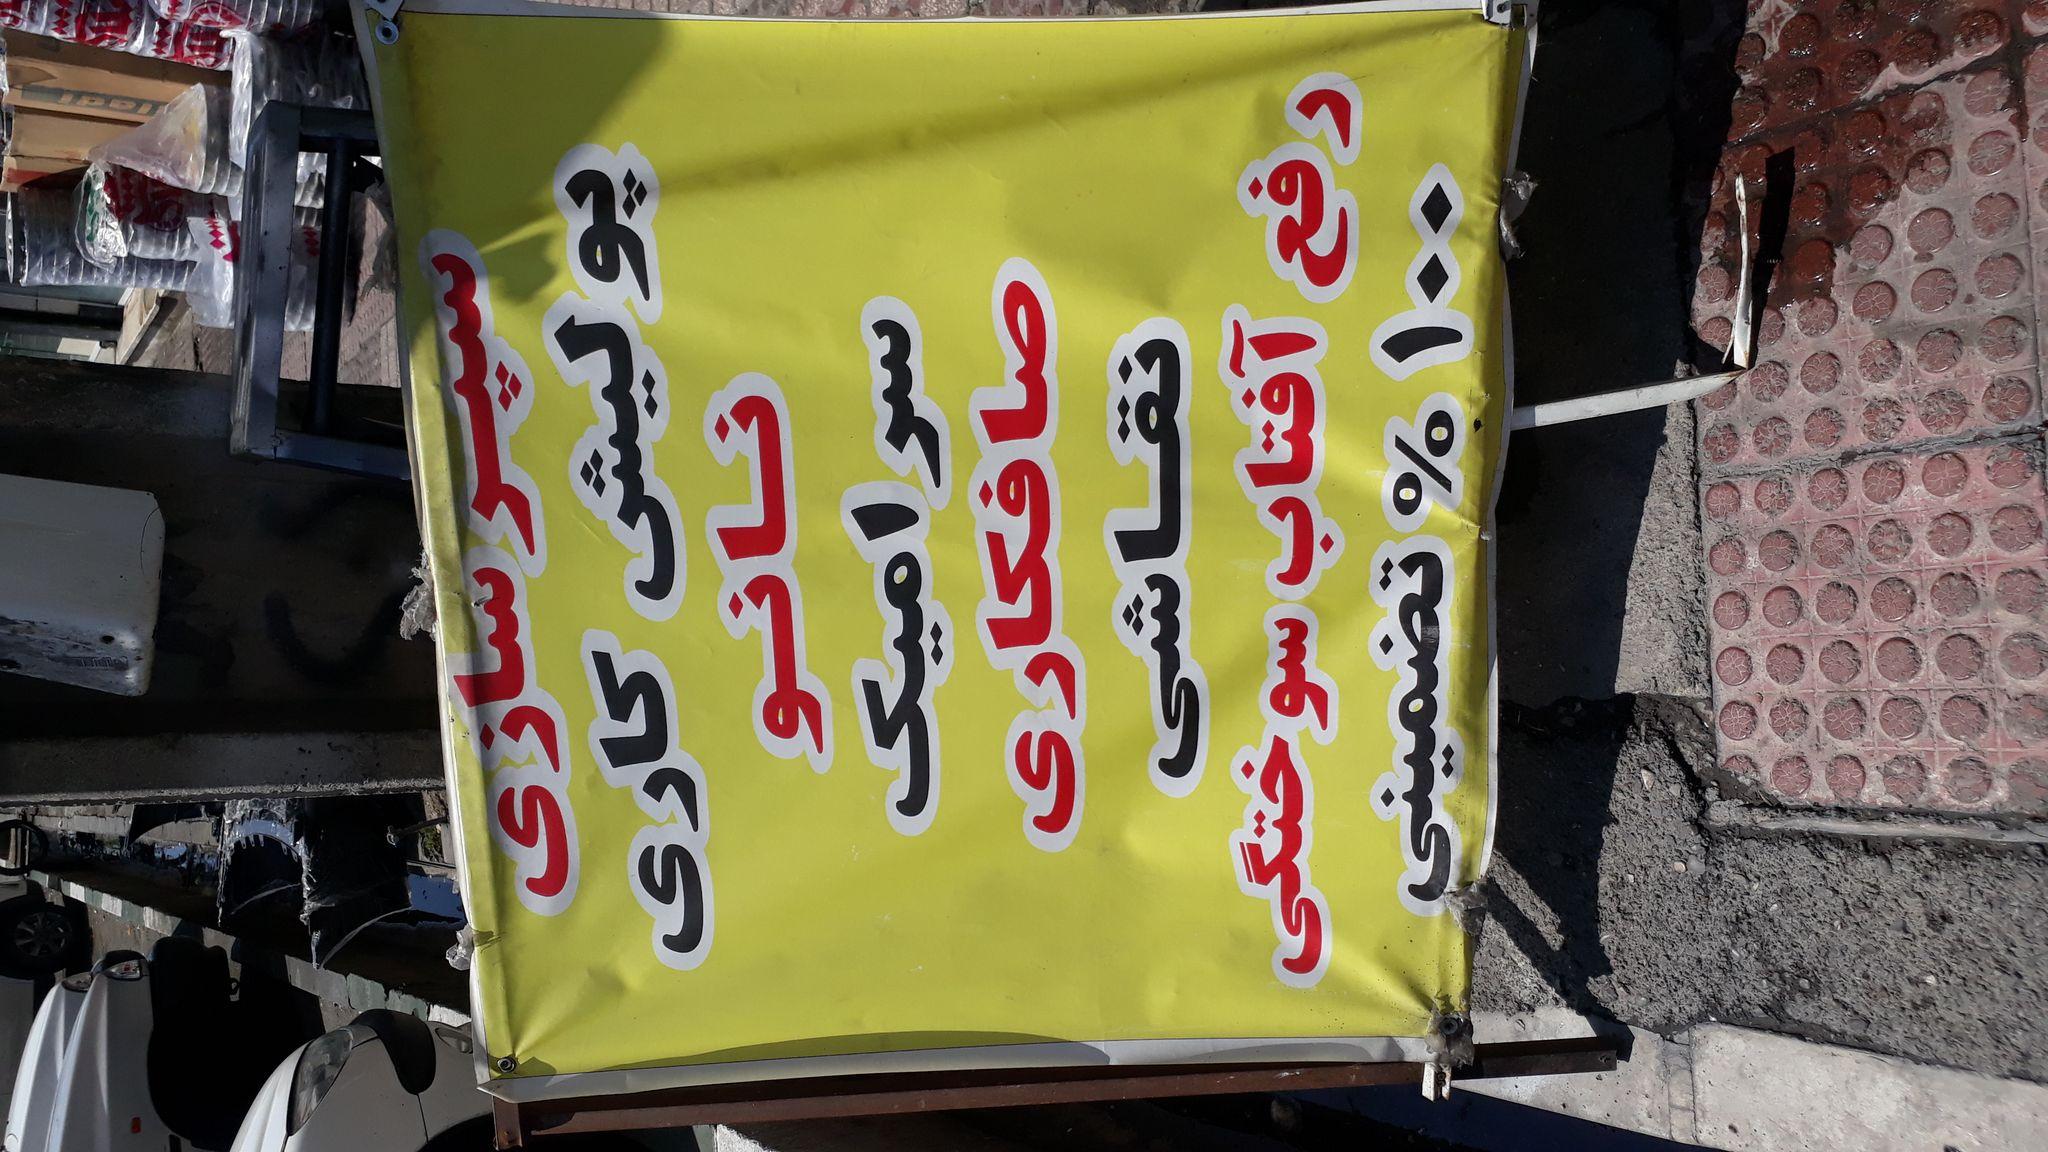 سپرسازی
پولیش کاری
نانو
سرامیک
صافکاری
نقاشی
رفع آفتاب سوختگی
۱۰۰ % تضمینی